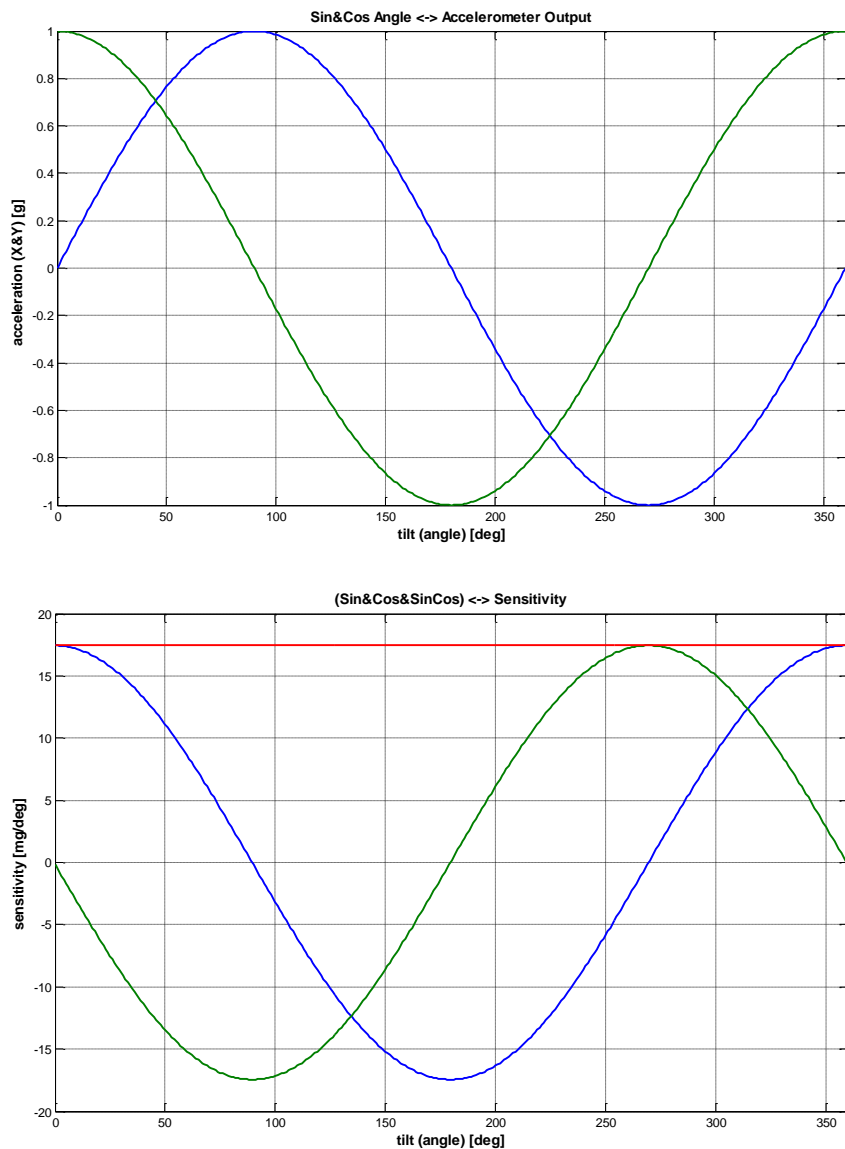 Sin&Cos Angle <-> Accelerometer Output
1
0.8
0.6
0.4
0.2
0
-0.2
-0.4
-0.6
-0.8
-1
acceleration (X&Y) [g]
0 50 100 150 200 250 300 350
tilt (angle) [deg]
(Sin&Cos&SinCos) <-> Sensitivity
20
15
10
5
0
-5
-10
-15
-20
sensitivity [mg/deg]
0 50 100 150 200 250 300 350
tilt (angle) [deg]